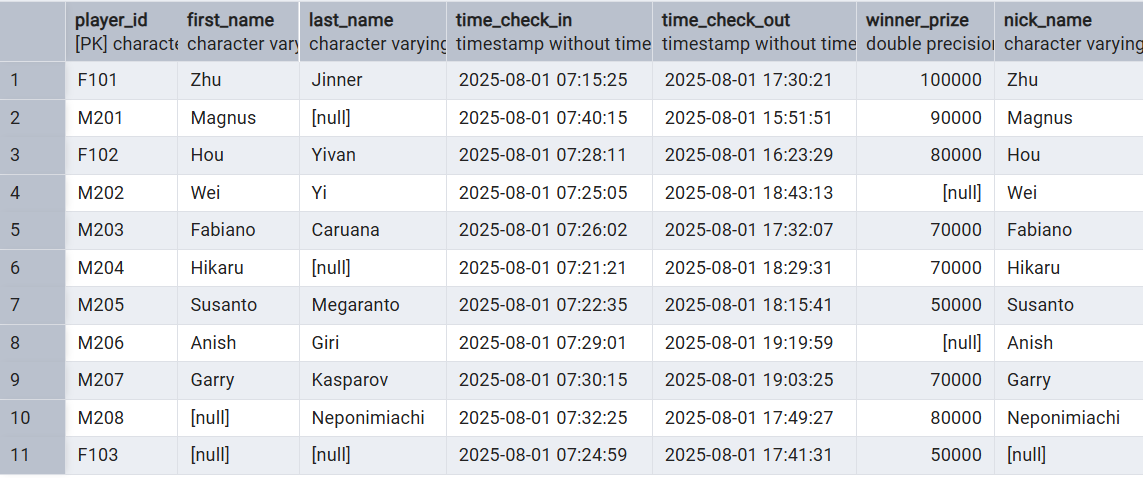 player_id first_name last_name time_check_in time_check_out winner_prize nick_name
[PK] characte character vary character varying timestamp without time timestamp without time double precision character varying
1 F101 Zhu Jinner 2025-08-01 07:15:25 2025-08-01 17:30:21 100000 Zhu
2 M201 Magnus [null] 2025-08-01 07:40:15 2025-08-01 15:51:51 90000 Magnus
3 F102 Hou Yivan 2025-08-01 07:28:11 2025-08-01 16:23:29 80000 Hou
4 M202 Wei Yi 2025-08-01 07:25:05 2025-08-01 18:43:13 [null] Wei
5 M203 Fabiano Caruana 2025-08-01 07:26:02 2025-08-01 17:32:07 70000 Fabiano
6 M204 Hikaru [null] 2025-08-01 07:21:21 2025-08-01 18:29:31 70000 Hikaru
7 M205 Susanto Megaranto 2025-08-01 07:22:35 2025-08-01 18:15:41 50000 Susanto
8 M206 Anish Giri 2025-08-01 07:29:01 2025-08-01 19:19:59 [null] Anish
9 M207 Garry Kasparov 2025-08-01 07:30:15 2025-08-01 19:03:25 70000 Garry
10 M208 [null] Neponimiachi 2025-08-01 07:32:25 2025-08-01 17:49:27 80000 Neponimiachi
11 F103 [null] [null] 2025-08-01 07:24:59 2025-08-01 17:41:31 50000 [null]